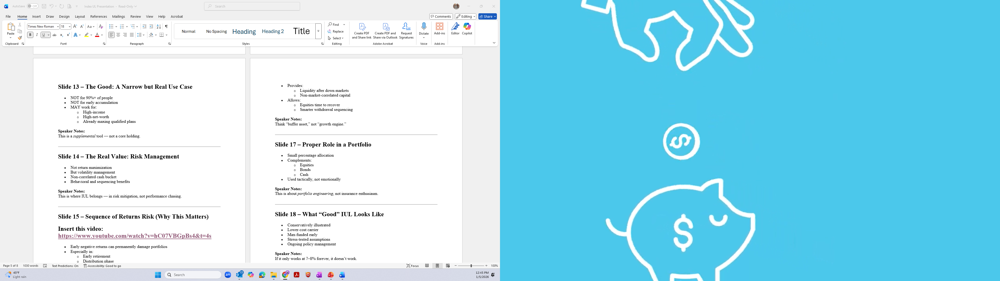 AutoSave Off Index UL Presentation - Read-Only Search
File Home Insert Draw Design Layout References Mailings Review View Help Acrobat Comments Editing Share
Paste
Clipboard
Times New Roman 18 A A Aa A
B I U ab x₂ x² A A
Font
Paragraph
Normal No Spacing Heading Heading 2 Title
Styles
Find
Replace
Select
Editing
Create PDF and Share link
Create PDF and Share via Outlook
Adobe Acrobat
Request Signatures
Dictate
Voice
Add-ins
Add-ins
Editor
Copilot
Slide 13 – The Good: A Narrow but Real Use Case
• NOT for 90%+ of people
• NOT for early accumulation
• MAY work for:
o High-income
o High-net-worth
o Already maxing qualified plans
Speaker Notes:
This is a supplemental tool — not a core holding.
Slide 14 – The Real Value: Risk Management
• Not return maximization
• But volatility management
• Non-correlated cash bucket
• Behavioral and sequencing benefits
Speaker Notes:
This is where IUL belongs — in risk mitigation, not performance chasing.
Slide 15 – Sequence of Returns Risk (Why This Matters)
Insert this video:
https://www.youtube.com/watch?v=hC07VBGpBs4&t=4s
• Early negative returns can permanently damage portfolios
• Especially in:
o Early retirement
o Distribution phase
• Provides:
o Liquidity after down markets
o Non-market-correlated capital
• Allows:
o Equities time to recover
o Smarter withdrawal sequencing
Speaker Notes:
Think “buffer asset,” not “growth engine.”
Slide 17 – Proper Role in a Portfolio
• Small percentage allocation
• Complements:
o Equities
o Bonds
o Cash
• Used tactically, not emotionally
Speaker Notes:
This is about portfolio engineering, not insurance enthusiasm.
Slide 18 – What “Good” IUL Looks Like
• Conservatively illustrated
• Lower-cost carrier
• Max-funded early
• Stress-tested assumptions
• Ongoing policy management
Speaker Notes:
If it only works at 7–8% forever, it doesn’t work.
$
$
Page 5 of 8 1030 words Text Predictions: On Accessibility: Good to go Focus 100%
45°F
Light rain
Search
zm
12:45 PM
1/5/2026